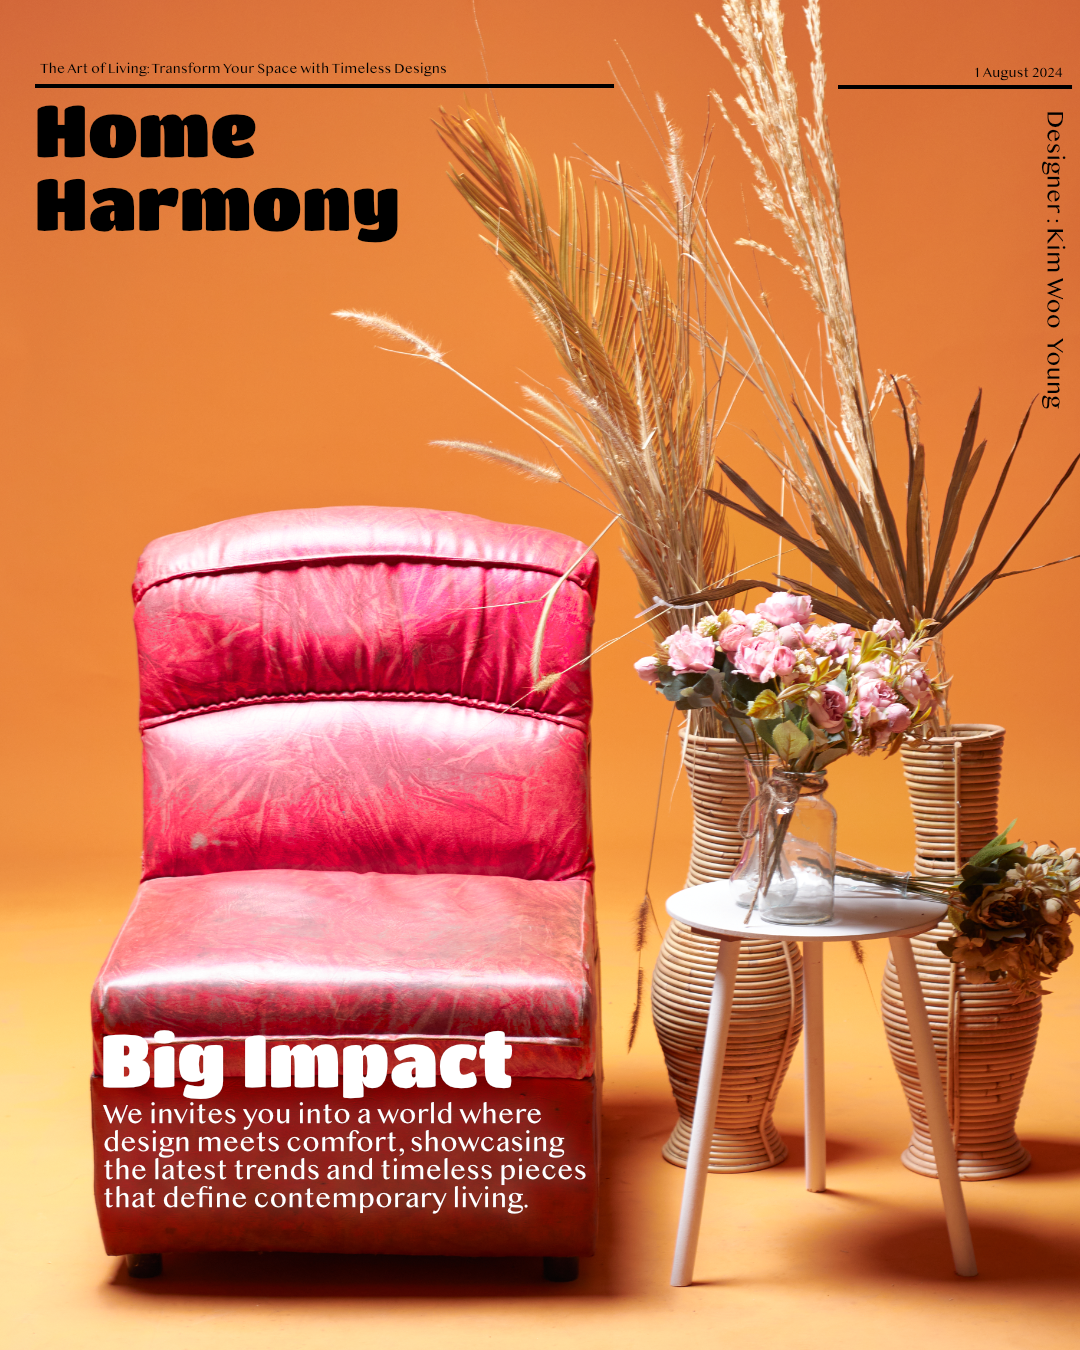 The Art of Living: Transform Your Space with Timeless Designs
1 August 2024
Home
Harmony
Designer : Kim Woo Young
Big Impact
We invites you into a world where
design meets comfort, showcasing
the latest trends and timeless pieces
that define contemporary living.